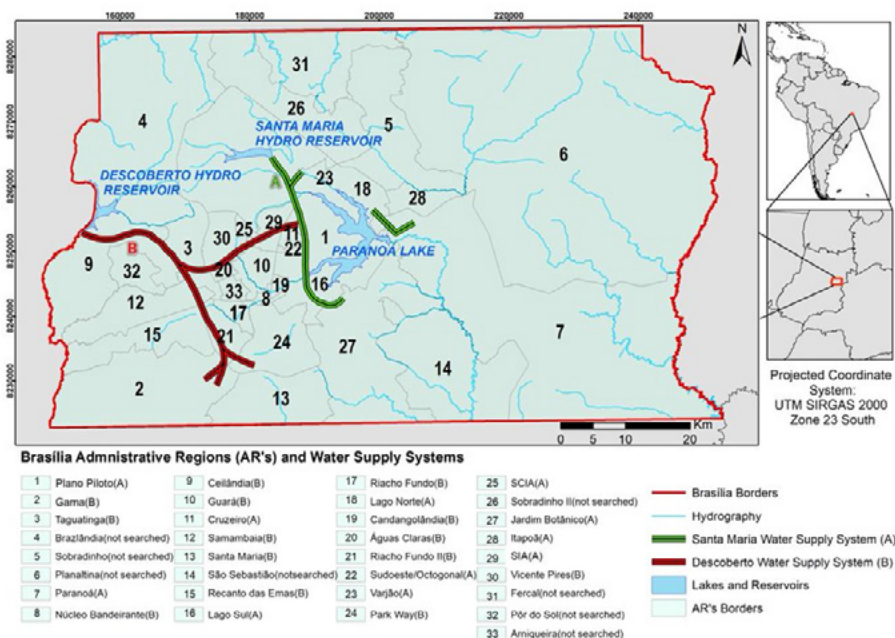 160000 180000 200000 220000 240000
8280000
8270000
8260000
8250000
8240000
8230000
N
31
26
4
5
SANTA MARIA
HYDRO RESERVOIR
6
DESCOBERTO HYDRO
RESERVOIR
A
23
18
28
29
25
11
1
30
3
22
B
PARANOA LAKE
9
32
20
10
19
16
12
33
8
17
7
15
21
24
27
14
2
13
0 5 10 20 Km
Projected Coordinate
System:
UTM SIRGAS 2000
Zone 23 South
Brasília Admnistrative Regions (AR's) and Water Supply Systems
1 Plano Piloto(A)
2 Gama(B)
3 Taguatinga(B)
4 Brazlândia(not searched)
5 Sobradinho(not searched)
6 Planaltina(not searched)
7 Paranoá(A)
8 Núcleo Bandeirante(B)
9 Ceilândia(B)
10 Guará(B)
11 Cruzeiro(A)
12 Samambaia(B)
13 Santa Maria(B)
14 São Sebastião(notsearched)
15 Recanto das Emas(B)
16 Lago Sul(A)
17 Riacho Fundo(B)
18 Lago Norte(A)
19 Candangolândia(B)
20 Águas Claras(B)
21 Riacho Fundo II(B)
22 Sudoeste/Octogonal(A)
23 Varjão(A)
24 Park Way(B)
25 SCIA(A)
26 Sobradinho II(not searched)
27 Jardim Botânico(A)
28 Itapoã(A)
29 SIA(A)
30 Vicente Pires(B)
31 Fercal(not searched)
32 Pôr do Sol(not searched)
33 Arniqueira(not searched)
Brasília Borders
Hydrography
Santa Maria Water Supply System (A)
Descoberto Water Supply System (B)
Lakes and Reservoirs
AR's Borders